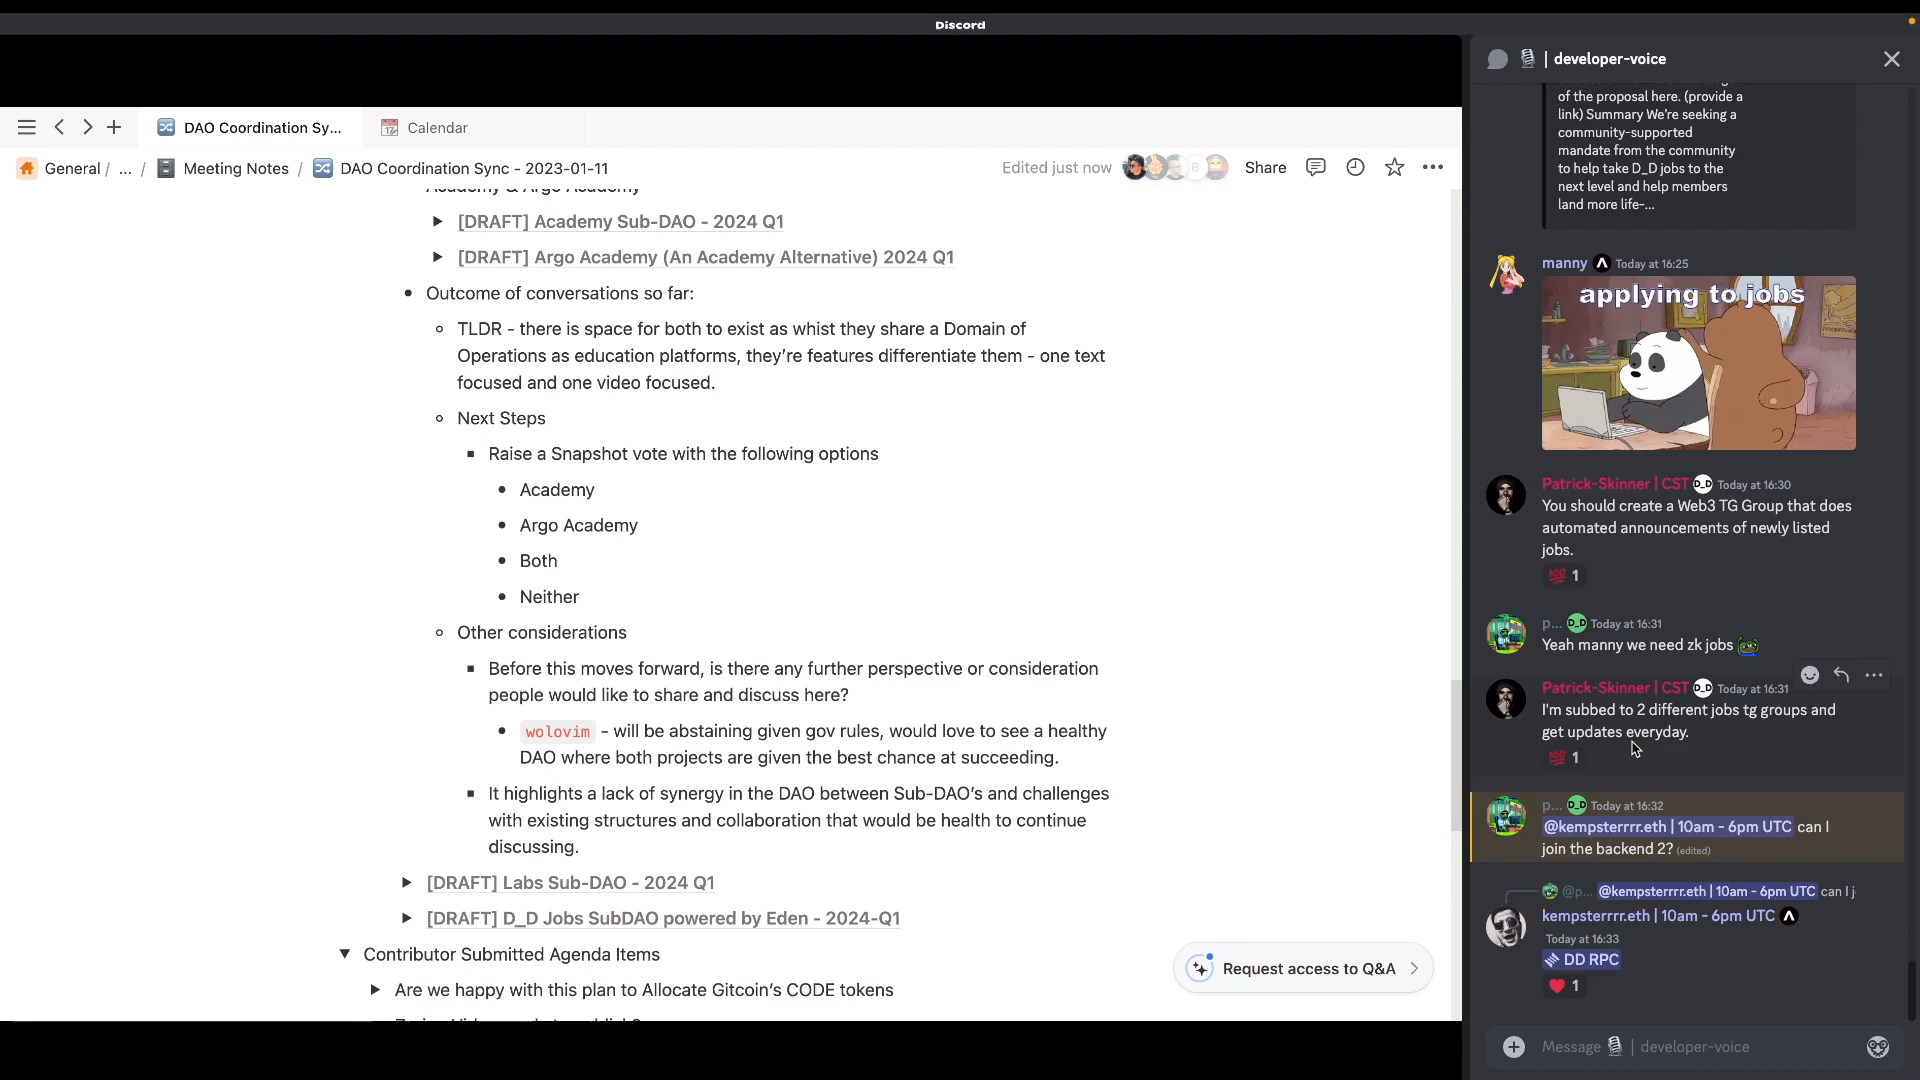 Discord
DAO Coordination Sy...
Calendar
General / ... / Meeting Notes / DAO Coordination Sync - 2023-01-11
Edited just now
B
Share
Academy & Argo Academy
[DRAFT] Academy Sub-DAO - 2024 Q1
[DRAFT] Argo Academy (An Academy Alternative) 2024 Q1
Outcome of conversations so far:
TLDR - there is space for both to exist as whist they share a Domain of
Operations as education platforms, they're features differentiate them - one text
focused and one video focused.
Next Steps
Raise a Snapshot vote with the following options
Academy
Argo Academy
Both
Neither
Other considerations
Before this moves forward, is there any further perspective or consideration
people would like to share and discuss here?
wolovim - will be abstaining given gov rules, would love to see a healthy
DAO where both projects are given the best chance at succeeding.
It highlights a lack of synergy in the DAO between Sub-DAO's and challenges
with existing structures and collaboration that would be health to continue
discussing.
[DRAFT] Labs Sub-DAO - 2024 Q1
[DRAFT] D_D Jobs SubDAO powered by Eden - 2024-Q1
Contributor Submitted Agenda Items
Are we happy with this plan to Allocate Gitcoin's CODE tokens
Request access to Q&A
| developer-voice
of the proposal here. (provide a
link) Summary We're seeking a
community-supported
mandate from the community
to help take D_D jobs to the
next level and help members
land more life-...
manny Today at 16:25
applying to jobs
Patrick-Skinner | CST D_D Today at 16:30
You should create a Web3 TG Group that does
automated announcements of newly listed
jobs.
💯 1
p... D_D Today at 16:31
Yeah manny we need zk jobs
Patrick-Skinner | CST D_D Today at 16:31
I'm subbed to 2 different jobs tg groups and
get updates everyday.
💯 1
p... D_D Today at 16:32
@kempsterrrr.eth | 10am - 6pm UTC can I
join the backend 2? (edited)
@p... @kempsterrrr.eth | 10am - 6pm UTC can I j
kempsterrrr.eth | 10am - 6pm UTC
Today at 16:33
DD RPC
❤️ 1
Message | developer-voice